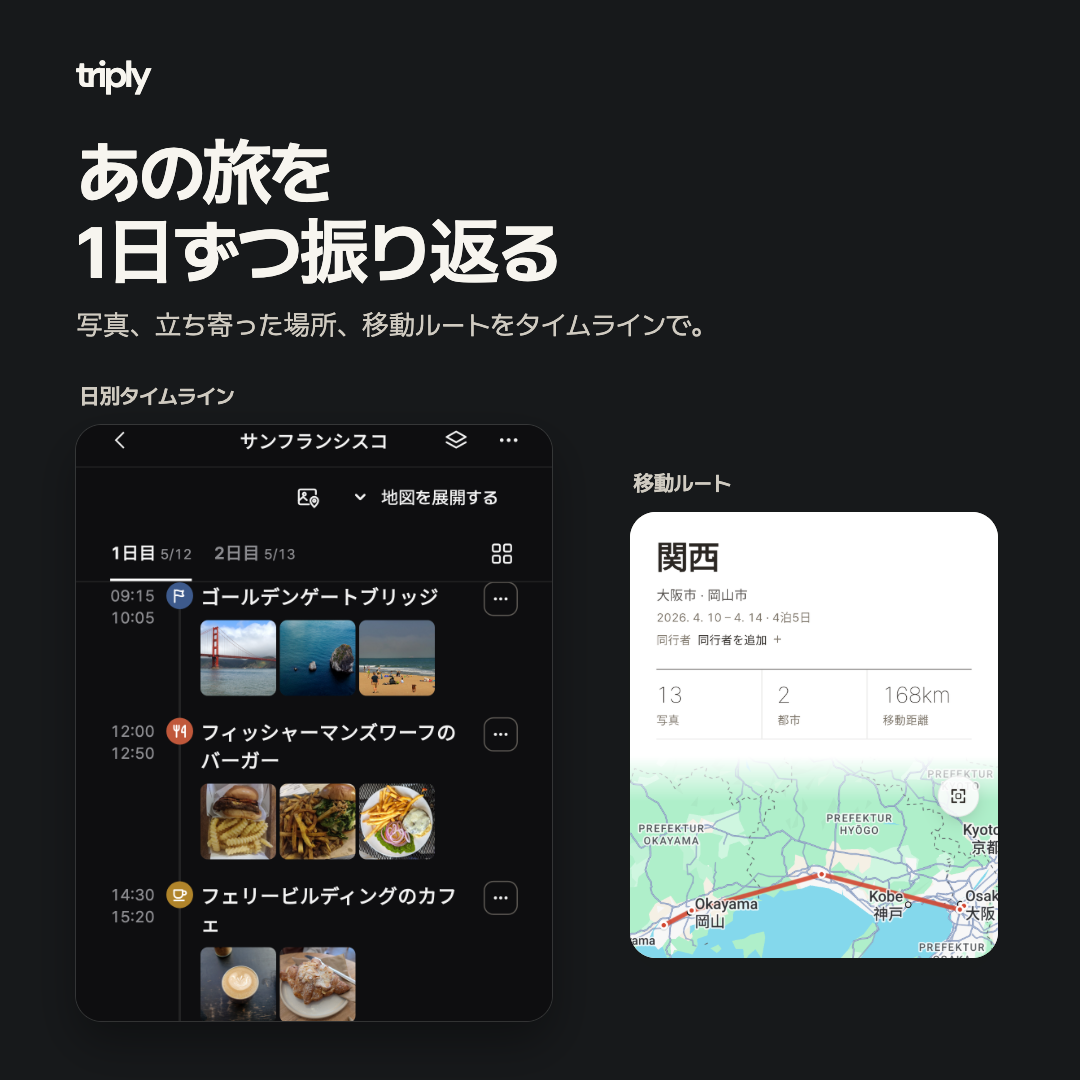 triply
あの旅を
1日ずつ振り返る
写真、立ち寄った場所、移動ルートをタイムラインで。
日別タイムライン
サンフランシスコ
地図を展開する
1日目 5/12 2日目 5/13
09:15 ゴールデンゲートブリッジ
10:05
12:00 フィッシャーマンズワーフの
12:50 バーガー
14:30 フェリービルディングのカフ
15:20 ェ
移動ルート
関西
大阪市 · 岡山市
2026. 4. 10 – 4. 14 · 4泊5日
同行者 同行者を追加 +
13 2 168km
写真 都市 移動距離
PREFEKTUR
PREFEKTUR
HYŌGO
PREFEKTUR
OKAYAMA
Kyoto
京都
Kobe
神戸
Osak
大阪
Okayama
岡山
ama
PREFEKTUR
OSAKA